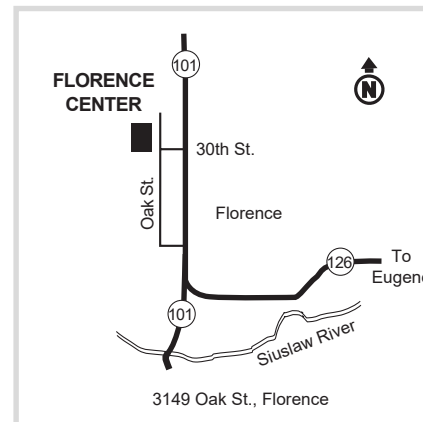 101
FLORENCE
CENTER
N
30th St.
Oak St.
Florence
126
To
Eugene
101
Siuslaw River
3149 Oak St., Florence